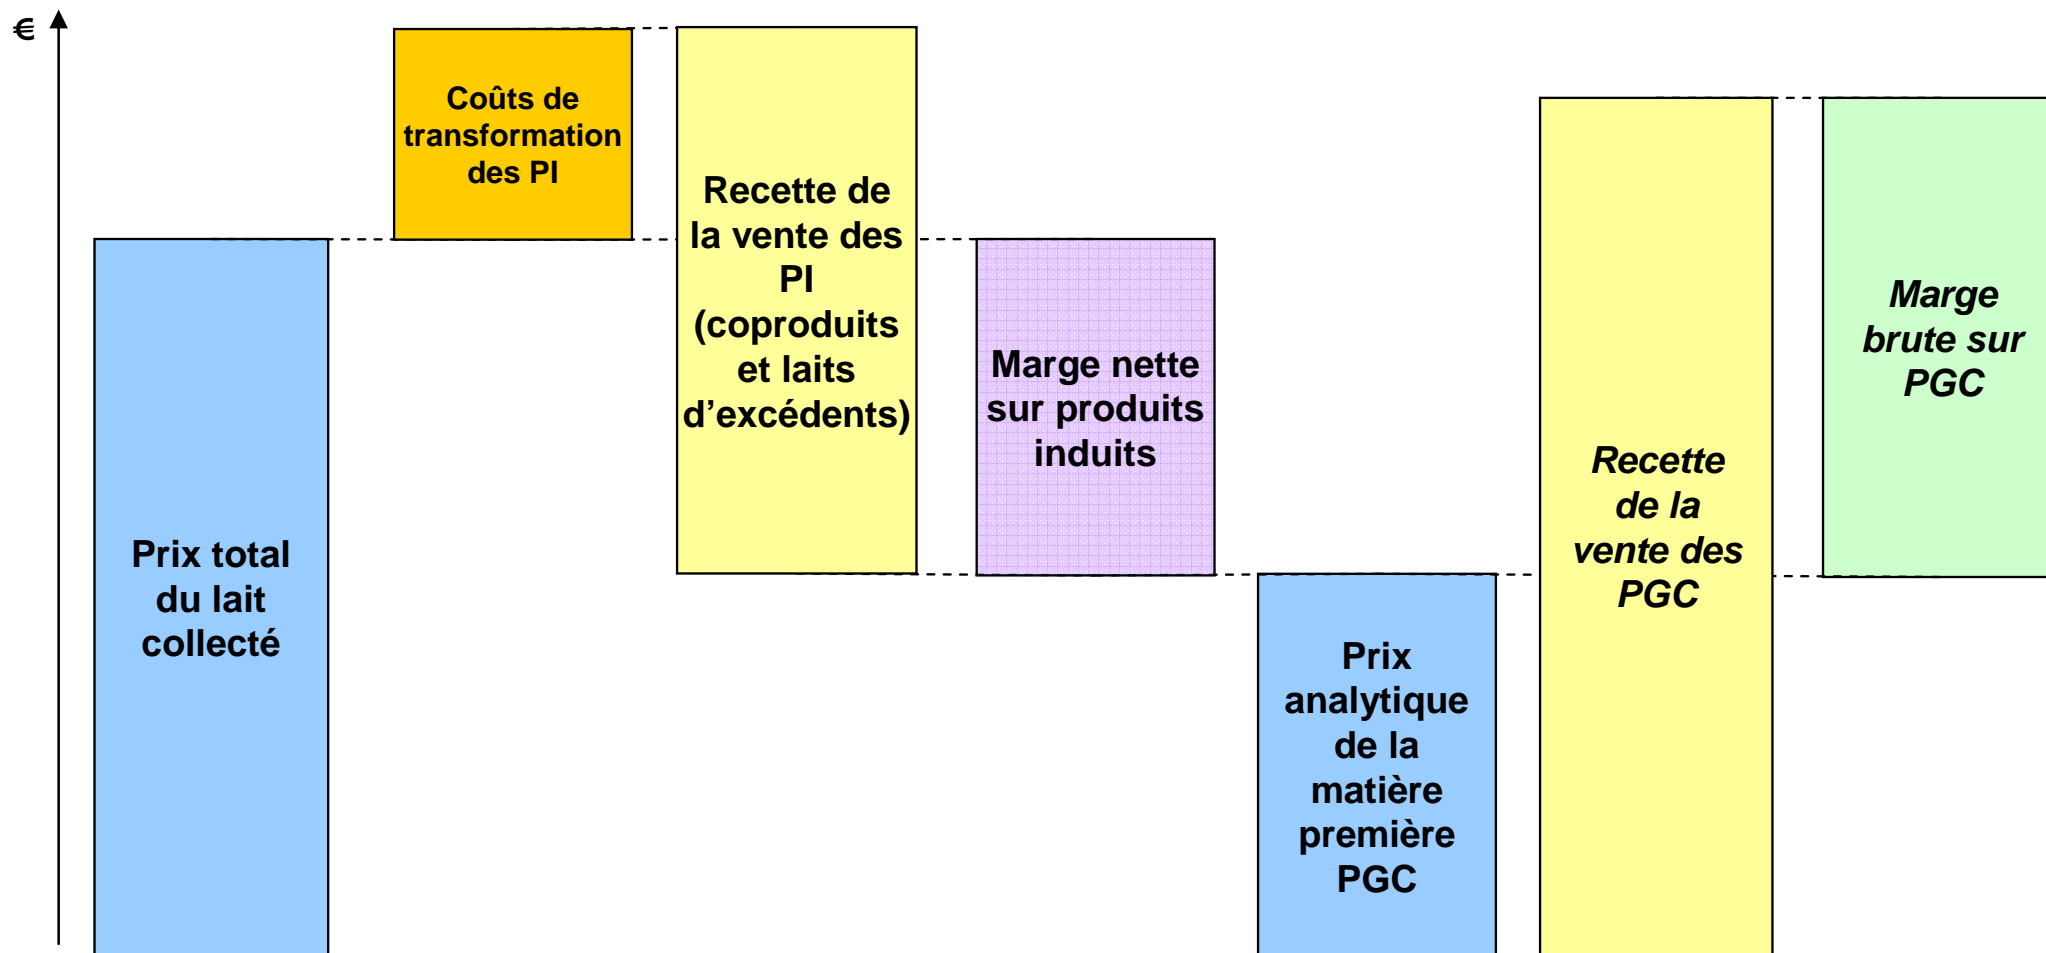 €
Coûts de
transformation
des PI
Recette de
la vente des
PI
(coproduits
et laits
d’excédents)
Prix total
du lait
collecté
Marge nette
sur produits
induits
Prix
analytique
de la
matière
première
PGC
Recette
de la
vente des
PGC
Marge
brute sur
PGC